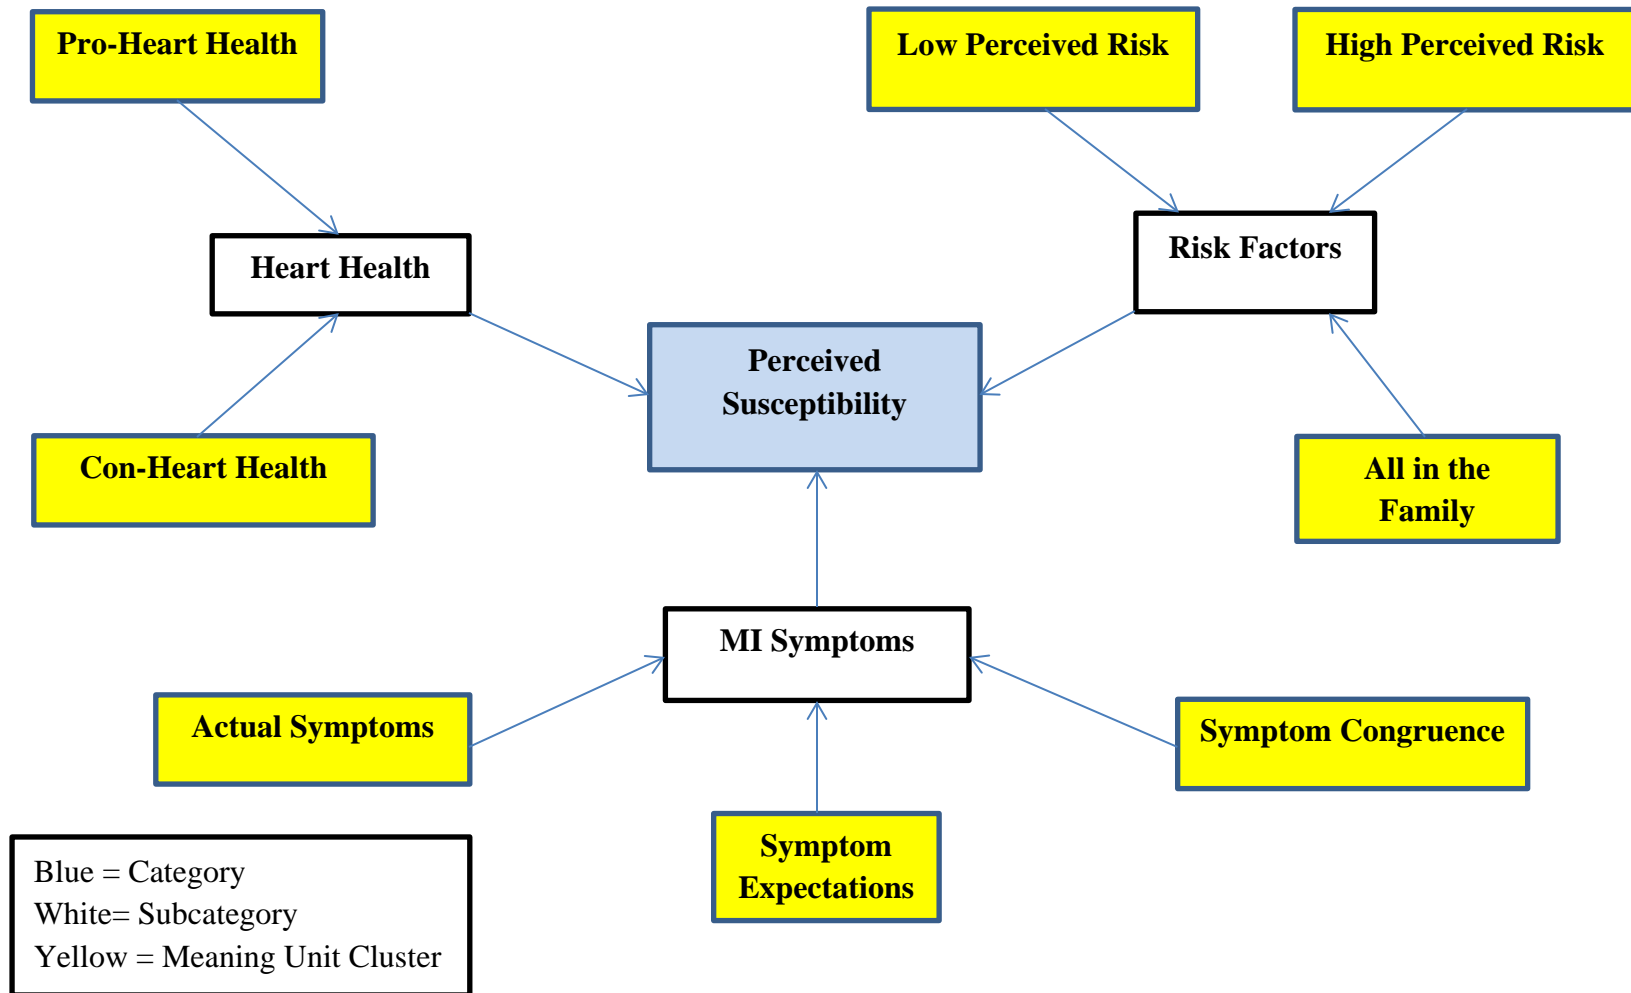 Pro-Heart Health
Low Perceived Risk
High Perceived Risk
Heart Health
Risk Factors
Perceived
Susceptibility
Con-Heart Health
All in the
Family
MI Symptoms
Actual Symptoms
Symptom Congruence
Symptom
Expectations
Blue = Category
White= Subcategory
Yellow = Meaning Unit Cluster